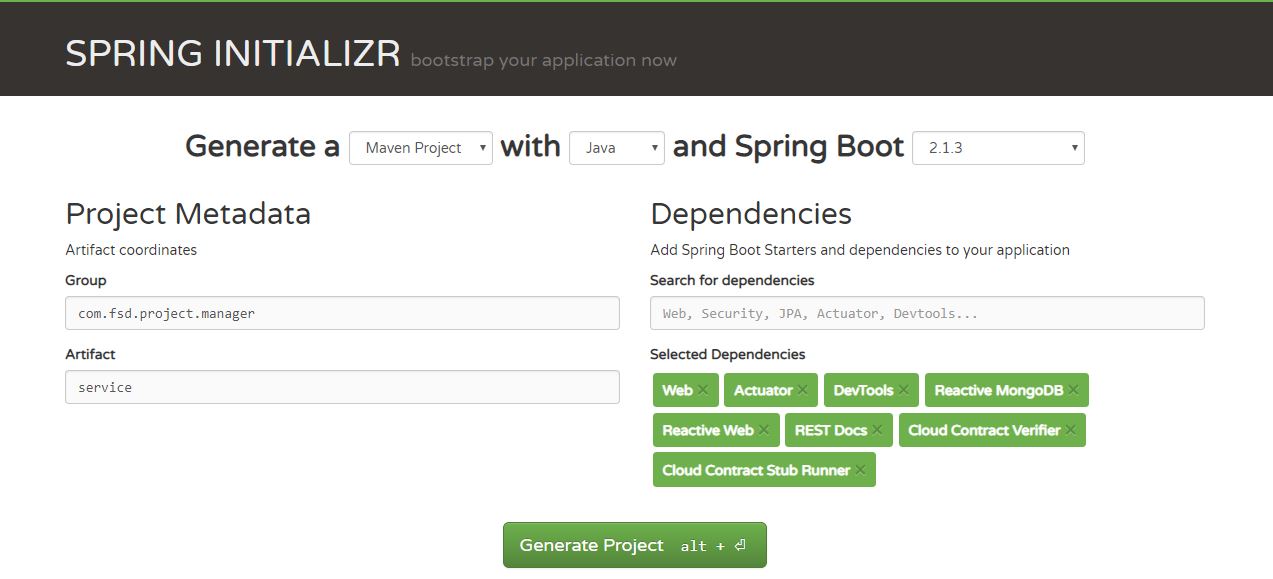 SPRING INITIALIZR bootstrap your application now
Generate a Maven Project with Java and Spring Boot 2.1.3
Project Metadata
Artifact coordinates
Group
com.fsd.project.manager
Artifact
service
Dependencies
Add Spring Boot Starters and dependencies to your application
Search for dependencies
Web, Security, JPA, Actuator, Devtools...
Selected Dependencies
Web × Actuator × DevTools × Reactive MongoDB ×
Reactive Web × REST Docs × Cloud Contract Verifier ×
Cloud Contract Stub Runner ×
Generate Project alt + ⏎